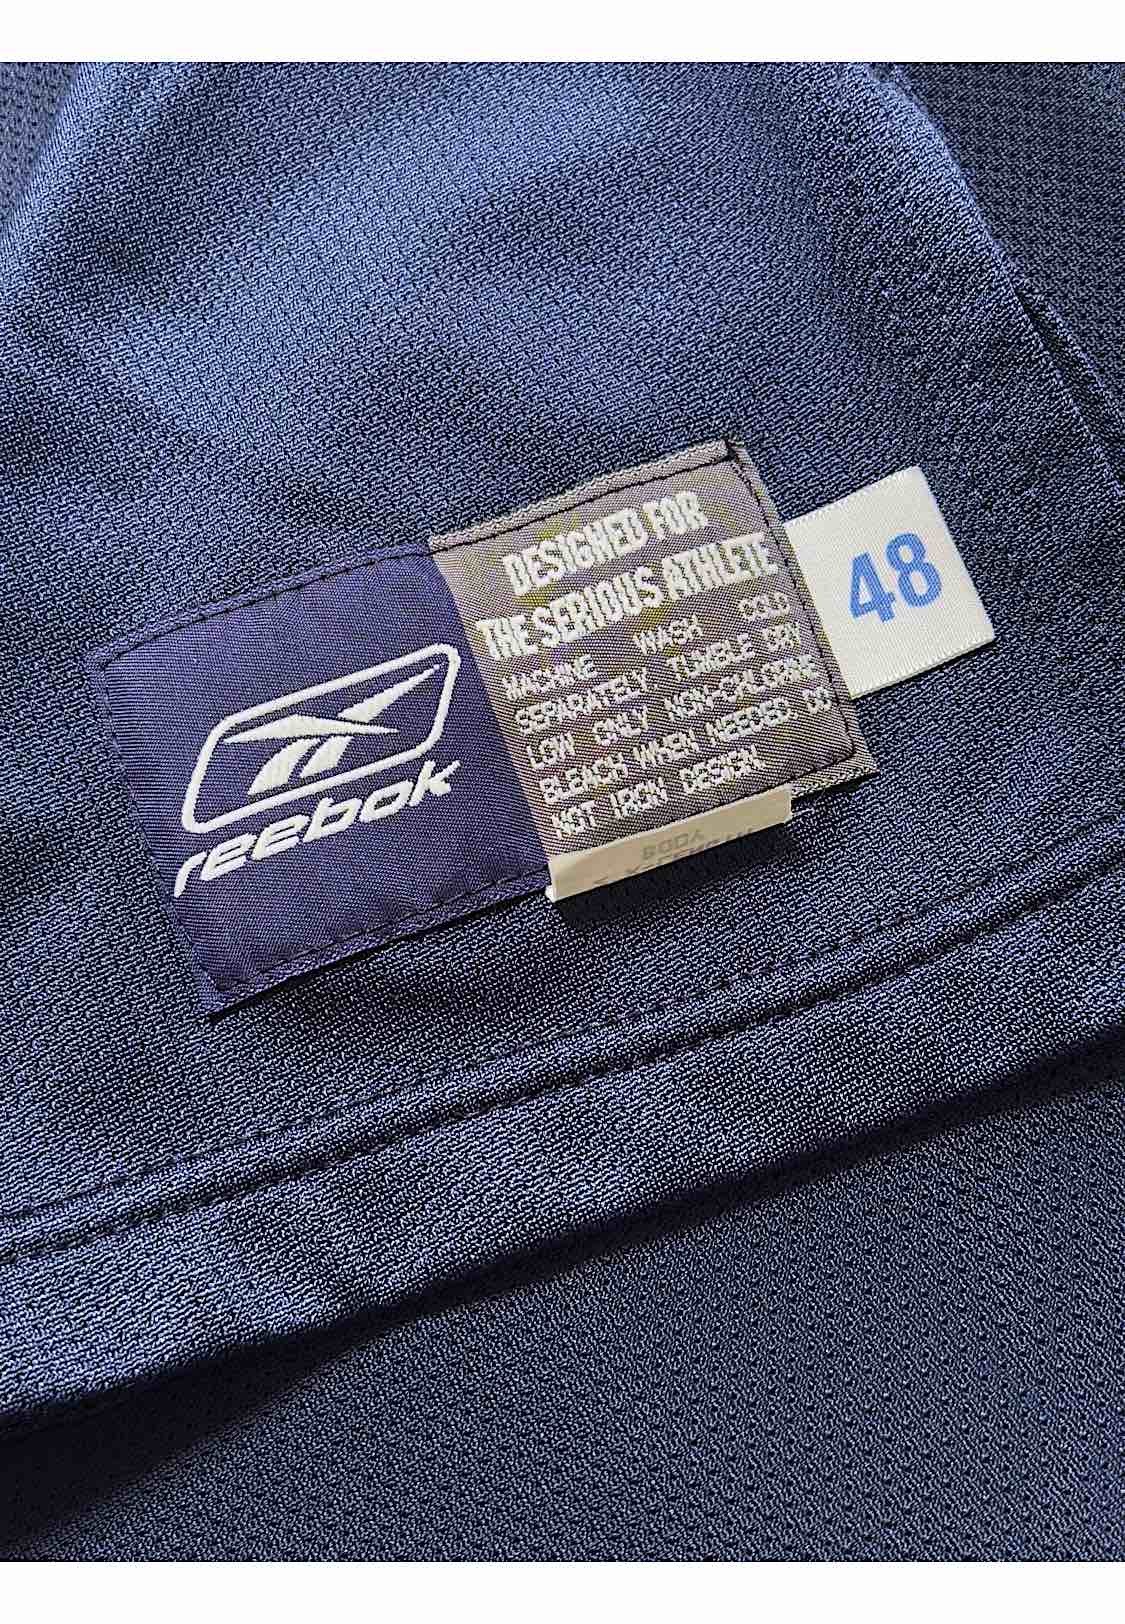 DESIGNED FOR
THE SERIOUS ATHLETE
MACHINE WASH COLD
SEPARATELY TUMBLE DRY
LOW ONLY NON-CHLORINE
BLEACH WHEN NEEDED. DO
NOT IRON DESIGN.
48
Reebok
BODY